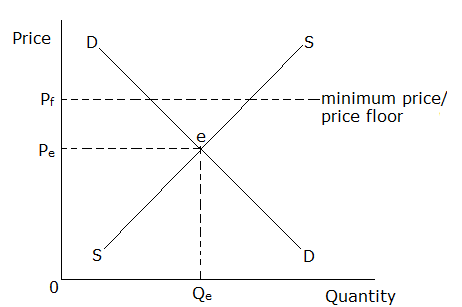 Price
D
S
Pf
minimum price/
price floor
e
Pe
S
D
0
Qe
Quantity